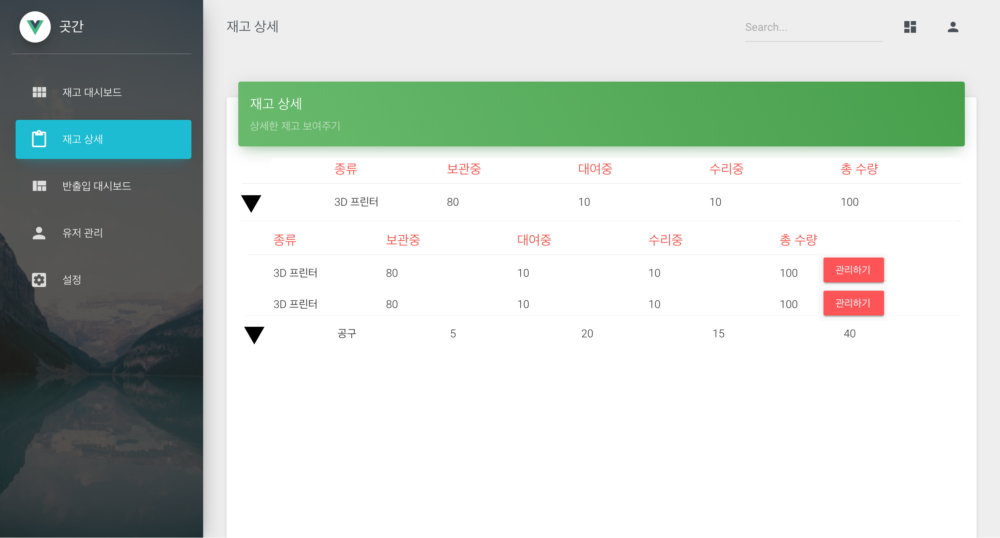 곳간
재고 대시보드
재고 상세
반출입 대시보드
유저 관리
설정
재고 상세
Search...
재고 상세
상세한 제고 보여주기
종류 보관중 대여중 수리중 총 수량
3D 프린터 80 10 10 100
종류 보관중 대여중 수리중 총 수량
3D 프린터 80 10 10 100 관리하기
3D 프린터 80 10 10 100 관리하기
공구 5 20 15 40